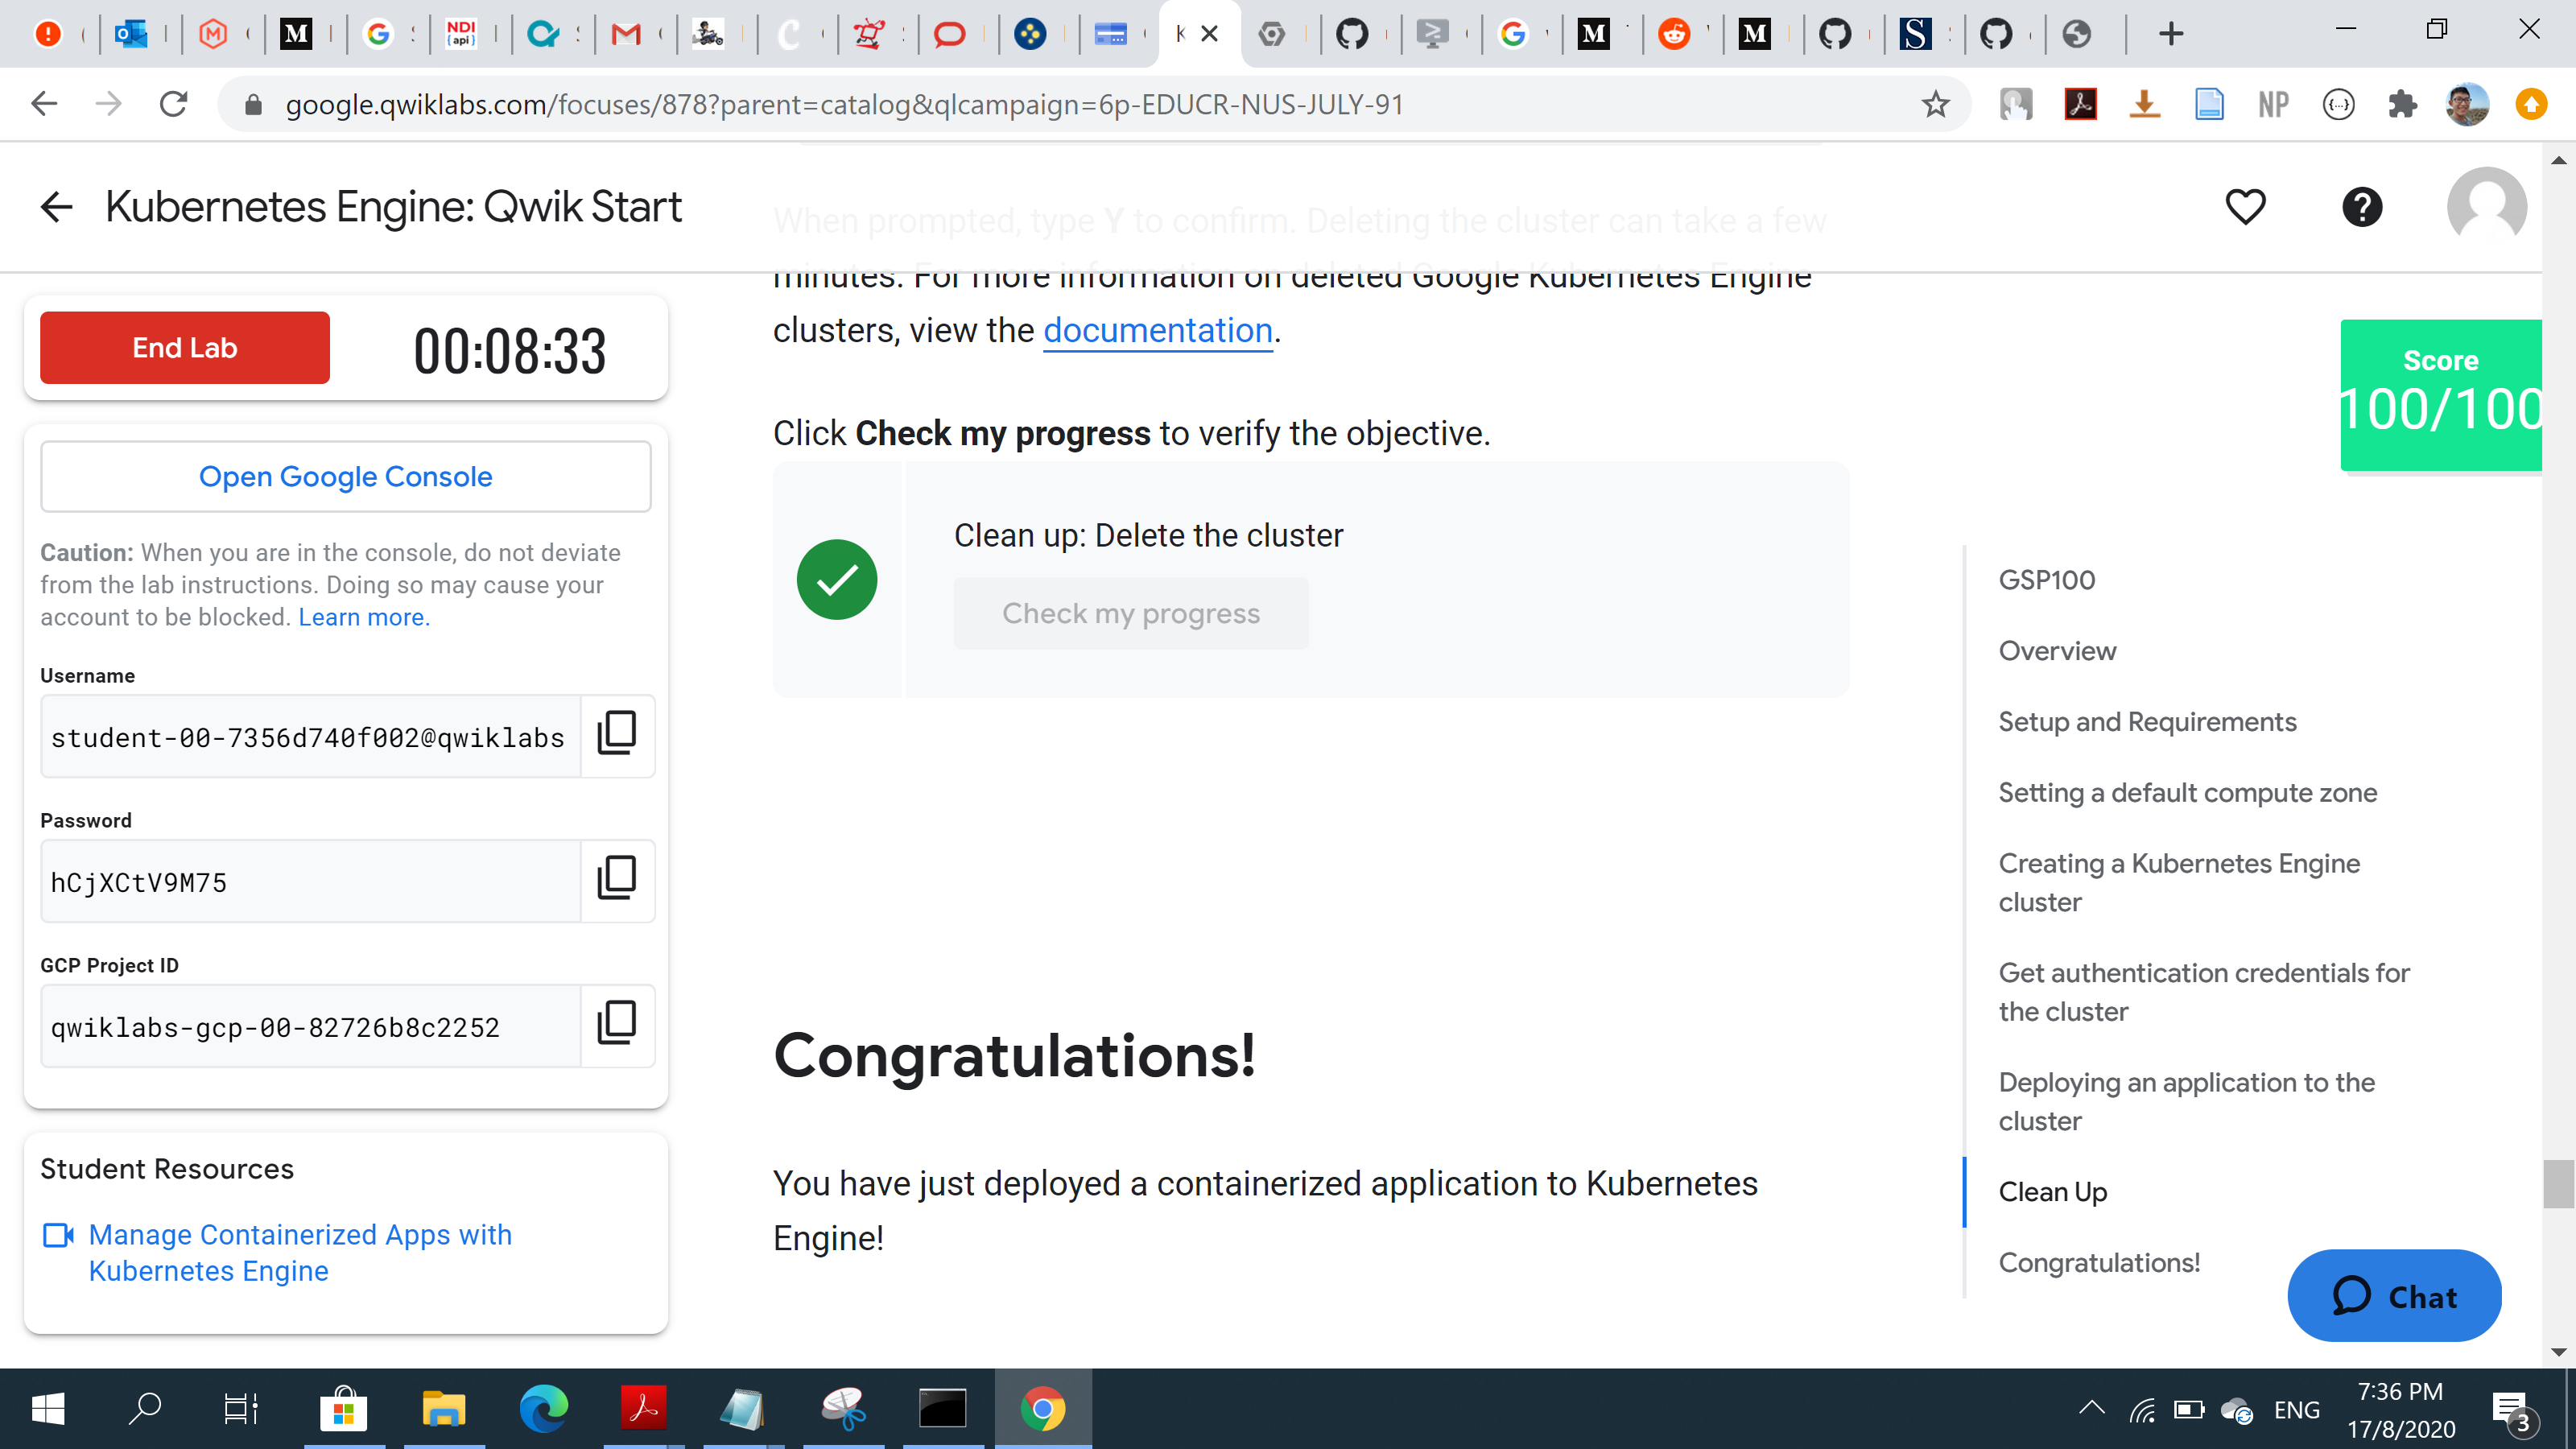 google.qwiklabs.com/focuses/878?parent=catalog&qlcampaign=6p-EDUCR-NUS-JULY-91
Kubernetes Engine: Qwik Start
When prompted, type Y to confirm. Deleting the cluster can take a few
minutes. For more information on deleted Google Kubernetes Engine
clusters, view the documentation.
End Lab
00:08:33
Score
100/100
Click Check my progress to verify the objective.
Open Google Console
Clean up: Delete the cluster
Check my progress
Caution: When you are in the console, do not deviate
from the lab instructions. Doing so may cause your
account to be blocked. Learn more.
Username
student-00-7356d740f002@qwiklabs
Password
hCjXCtV9M75
GCP Project ID
qwiklabs-gcp-00-82726b8c2252
Student Resources
Manage Containerized Apps with
Kubernetes Engine
Congratulations!
You have just deployed a containerized application to Kubernetes
Engine!
GSP100
Overview
Setup and Requirements
Setting a default compute zone
Creating a Kubernetes Engine
cluster
Get authentication credentials for
the cluster
Deploying an application to the
cluster
Clean Up
Congratulations!
Chat
NDI
{api}
NP
ENG
7:36 PM
17/8/2020
3